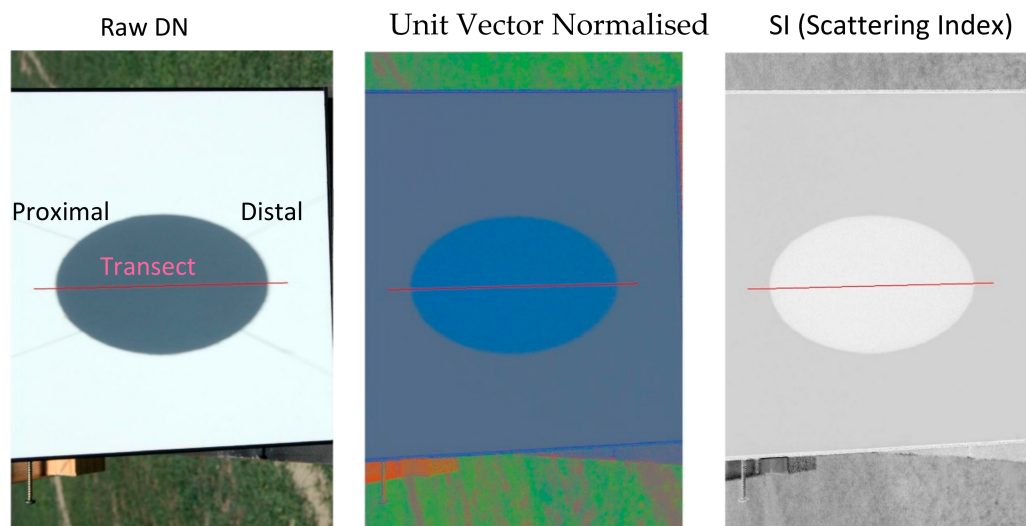 Raw DN
Unit Vector Normalised
SI (Scattering Index)
Proximal
Distal
Transect